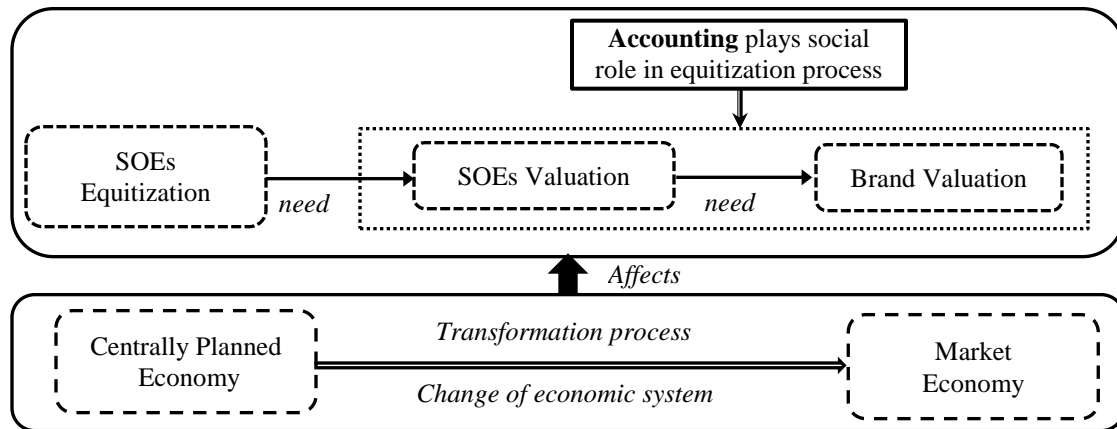 Accounting plays social
role in equitization process
SOEs
Equitization
need
SOEs Valuation
need
Brand Valuation
Affects
Centrally Planned
Economy
Transformation process
Change of economic system
Market
Economy